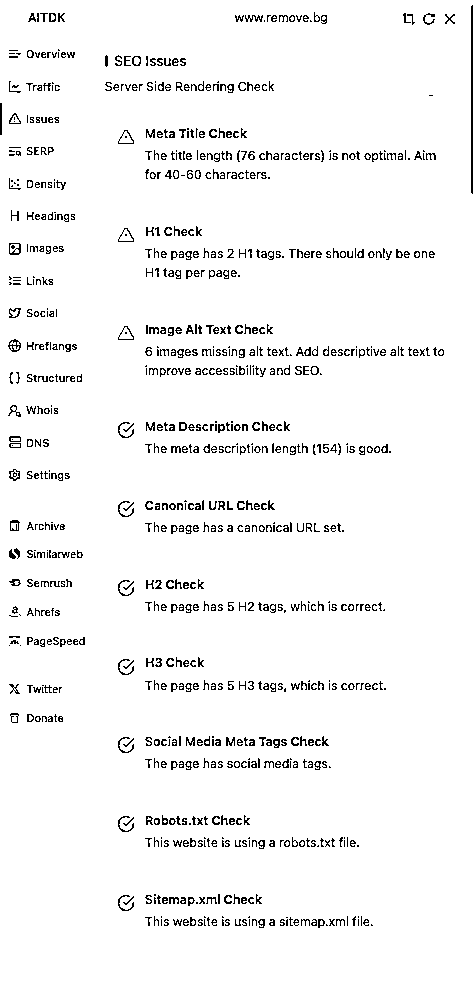 AITDK
www.remove.bg
Overview
Traffic
Issues
SERP
Density
Headings
Images
Links
Social
Hreflangs
Structured
Whois
DNS
Settings
Archive
Similarweb
Semrush
Ahrefs
PageSpeed
Twitter
Donate
SEO Issues
Server Side Rendering Check
Meta Title Check
The title length (76 characters) is not optimal. Aim
for 40-60 characters.
H1 Check
The page has 2 H1 tags. There should only be one
H1 tag per page.
Image Alt Text Check
6 images missing alt text. Add descriptive alt text to
improve accessibility and SEO.
Meta Description Check
The meta description length (154) is good.
Canonical URL Check
The page has a canonical URL set.
H2 Check
The page has 5 H2 tags, which is correct.
H3 Check
The page has 5 H3 tags, which is correct.
Social Media Meta Tags Check
The page has social media tags.
Robots.txt Check
This website is using a robots.txt file.
Sitemap.xml Check
This website is using a sitemap.xml file.